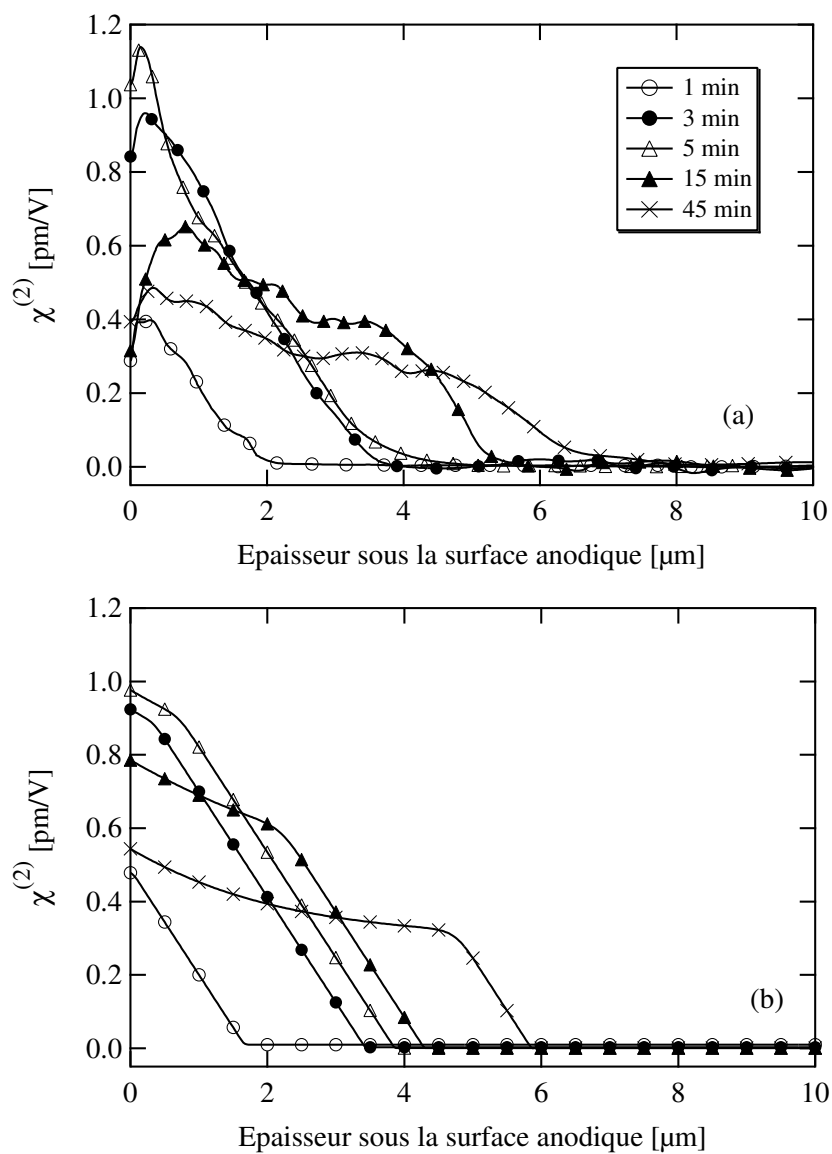 1.2
1.0
0.8
0.6
0.4
0.2
0.0
χ(2) [pm/V]
1 min
3 min
5 min
15 min
45 min
(a)
0 2 4 6 8 10
Epaisseur sous la surface anodique [µm]
1.2
1.0
0.8
0.6
0.4
0.2
0.0
χ(2) [pm/V]
(b)
0 2 4 6 8 10
Epaisseur sous la surface anodique [µm]